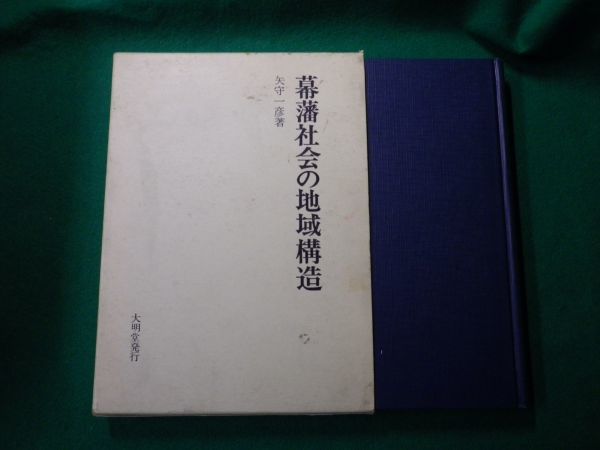 幕藩社会の地域構造
矢守一彦著
大明堂発行